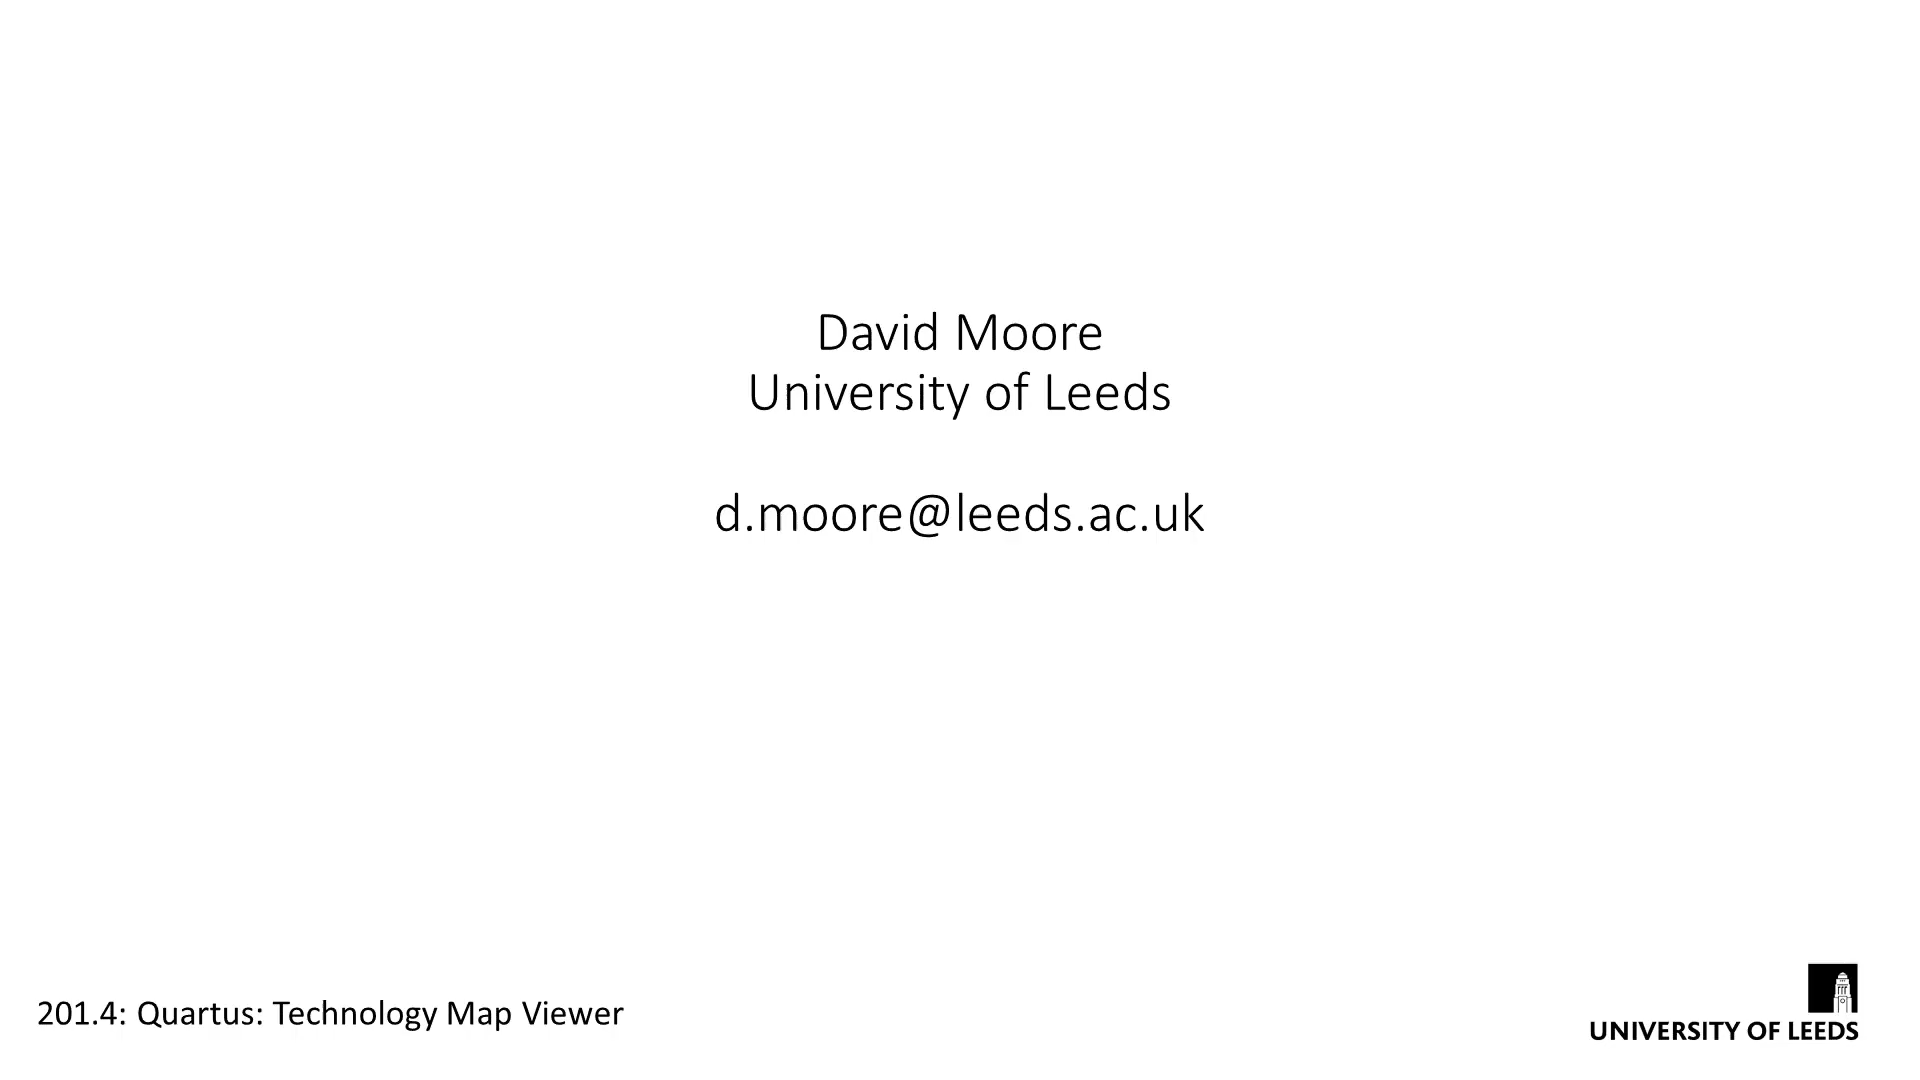 David Moore
University of Leeds
d.moore@leeds.ac.uk
201.4: Quartus: Technology Map Viewer
UNIVERSITY OF LEEDS